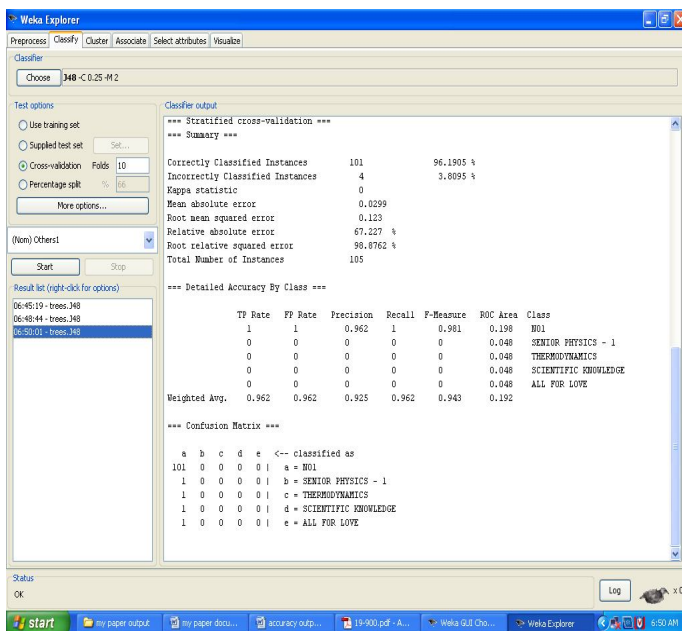 Weka Explorer
Preprocess Classify Cluster Associate Select attributes Visualize
Classifier
Choose J48 -C 0.25 -M 2
Test options
Use training set
Supplied test set Set...
Cross-validation Folds 10
Percentage split % 66
More options...
(Nom) Others1
Start Stop
Result list (right-click for options)
06:45:19 - trees.J48
06:48:44 - trees.J48
06:50:01 - trees.J48
Classifier output
=== Stratified cross-validation ===
=== Summary ===
Correctly Classified Instances 101 96.1905 %
Incorrectly Classified Instances 4 3.8095 %
Kappa statistic 0
Mean absolute error 0.0299
Root mean squared error 0.123
Relative absolute error 67.227 %
Root relative squared error 98.8762 %
Total Number of Instances 105
=== Detailed Accuracy By Class ===
TP Rate FP Rate Precision Recall F-Measure ROC Area Class
1 1 0.962 1 0.981 0.198 NO1
0 0 0 0 0 0.048 SENIOR PHYSICS - 1
0 0 0 0 0 0.048 THERMODYNAMICS
0 0 0 0 0 0.048 SCIENTIFIC KNOWLEDGE
0 0 0 0 0 0.048 ALL FOR LOVE
Weighted Avg. 0.962 0.962 0.925 0.962 0.943 0.192
=== Confusion Matrix ===
a b c d e <-- classified as
101 0 0 0 0 | a = NO1
1 0 0 0 0 | b = SENIOR PHYSICS - 1
1 0 0 0 0 | c = THERMODYNAMICS
1 0 0 0 0 | d = SCIENTIFIC KNOWLEDGE
1 0 0 0 0 | e = ALL FOR LOVE
Status
OK
Log x 0
start my paper output my paper docu... accuracy outp... 19-900.pdf - A... Weka GUI Cho... Weka Explorer 6:50 AM